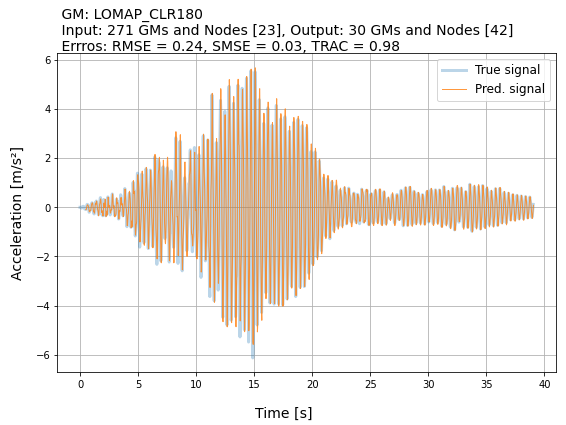 GM: LOMAP_CLR180
Input: 271 GMs and Nodes [23], Output: 30 GMs and Nodes [42]
Errros: RMSE = 0.24, SMSE = 0.03, TRAC = 0.98
True signal
Pred. signal
6
4
2
0
−2
−4
−6
Acceleration [m/s²]
0 5 10 15 20 25 30 35 40
Time [s]